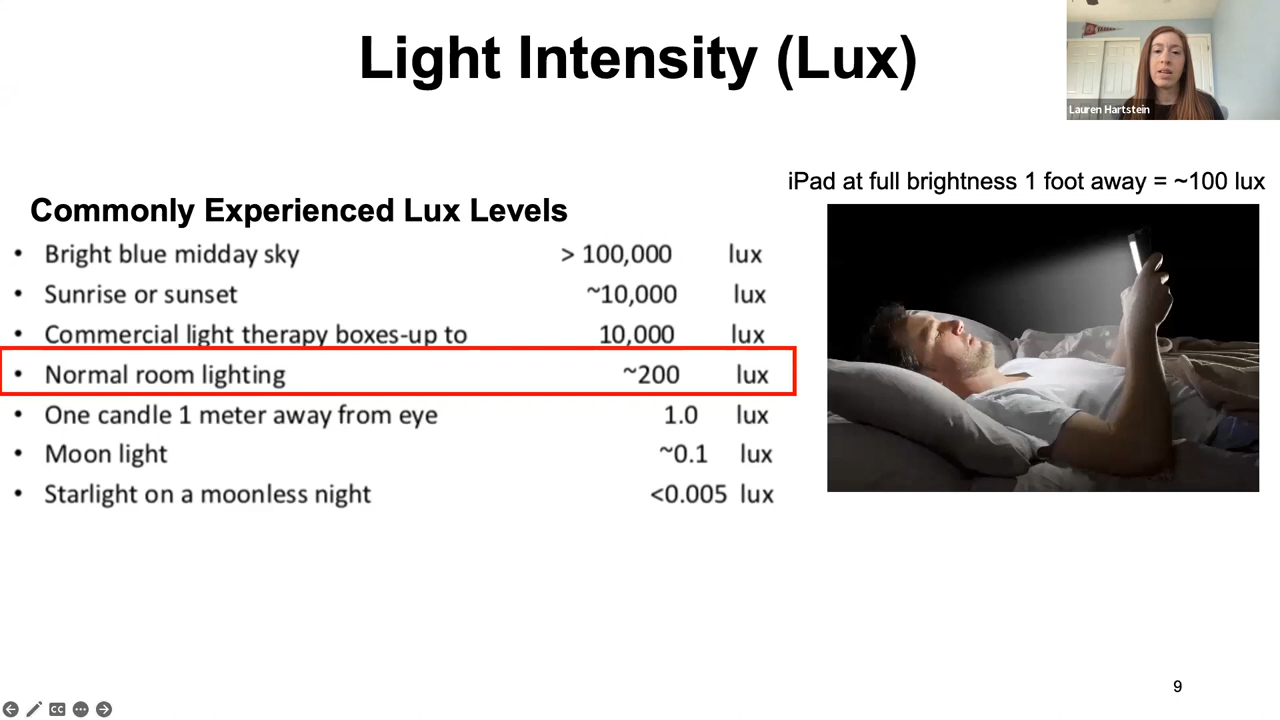 Light Intensity (Lux)
Lauren Hartstein
iPad at full brightness 1 foot away = ~100 lux
Commonly Experienced Lux Levels
• Bright blue midday sky > 100,000 lux
• Sunrise or sunset ~10,000 lux
• Commercial light therapy boxes-up to 10,000 lux
• Normal room lighting ~200 lux
• One candle 1 meter away from eye 1.0 lux
• Moon light ~0.1 lux
• Starlight on a moonless night <0.005 lux
9
CC